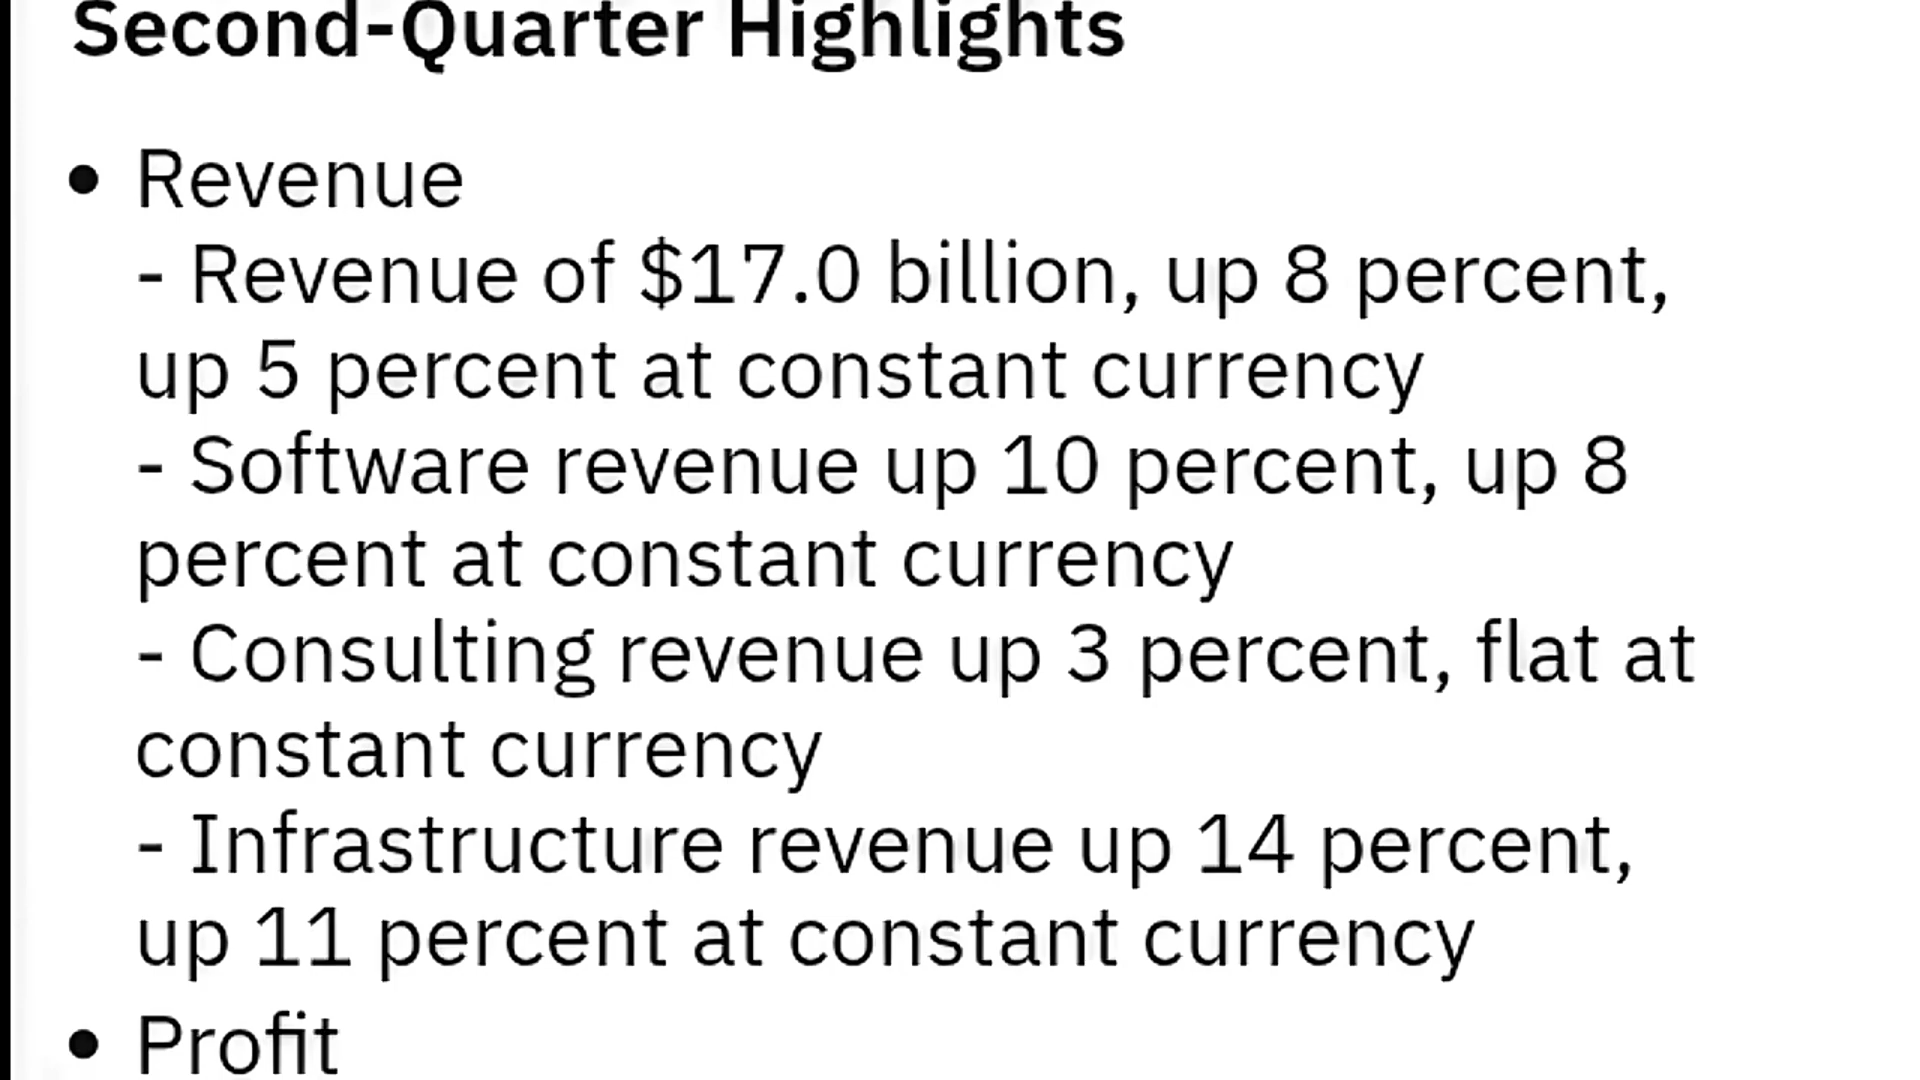 Second-Quarter Highlights
• Revenue
- Revenue of $17.0 billion, up 8 percent,
up 5 percent at constant currency
- Software revenue up 10 percent, up 8
percent at constant currency
- Consulting revenue up 3 percent, flat at
constant currency
- Infrastructure revenue up 14 percent,
up 11 percent at constant currency
• Profit